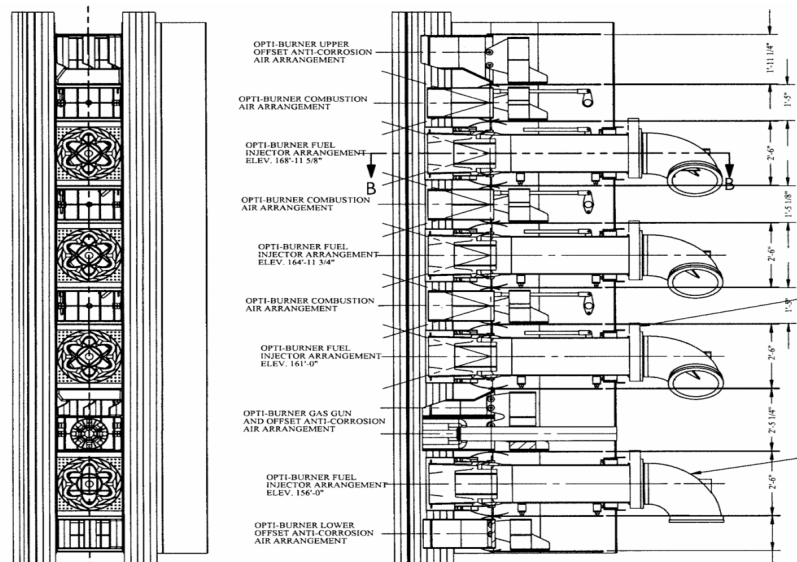 OPTI-BURNER UPPER
OFFSET ANTI-CORROSION
AIR ARRANGEMENT
1'-11 1/4"
OPTI-BURNER COMBUSTION
AIR ARRANGEMENT
1'-5"
OPTI-BURNER FUEL
INJECTOR ARRANGEMENT
ELEV. 168'-11 5/8"
2'-6"
B
B
OPTI-BURNER COMBUSTION
AIR ARRANGEMENT
1'-5 1/8"
OPTI-BURNER FUEL
INJECTOR ARRANGEMENT
ELEV. 164'-11 3/4"
2'-6"
OPTI-BURNER COMBUSTION
AIR ARRANGEMENT
OPTI-BURNER FUEL
INJECTOR ARRANGEMENT
ELEV. 161'-0"
2'-6"
OPTI-BURNER GAS GUN
AND OFFSET ANTI-CORROSION
AIR ARRANGEMENT
2'-5 1/4"
OPTI-BURNER FUEL
INJECTOR ARRANGEMENT
ELEV. 156'-0"
2'-6"
OPTI-BURNER LOWER
OFFSET ANTI-CORROSION
AIR ARRANGEMENT